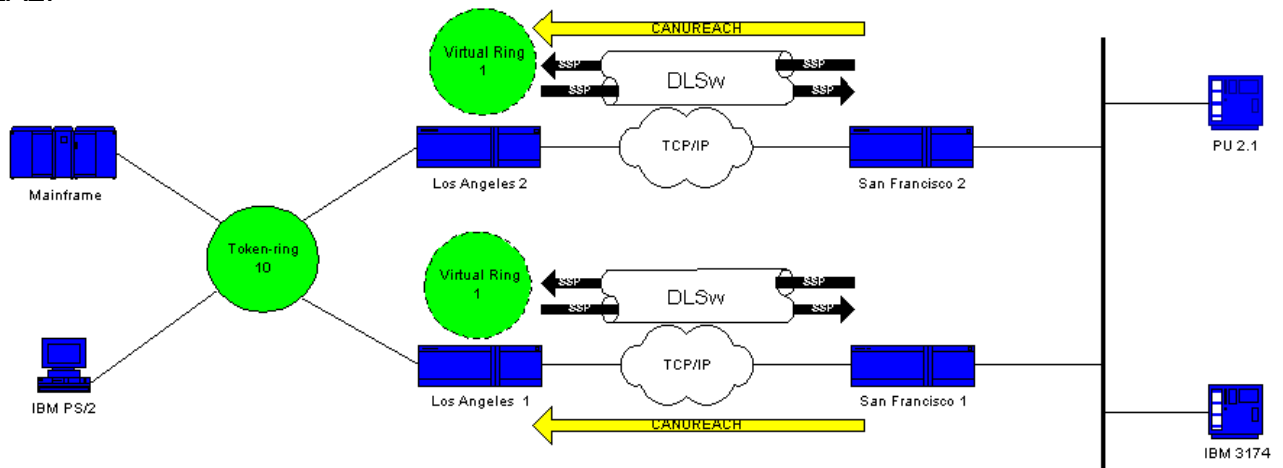 CANUREACH
Virtual Ring
1
SSP
SSP
DLSw
SSP
SSP
Mainframe
TCP/IP
PU 2.1
Los Angeles 2
San Francisco 2
Token-ring
10
Virtual Ring
1
SSP
SSP
DLSw
SSP
SSP
TCP/IP
IBM PS/2
Los Angeles 1
San Francisco 1
CANUREACH
IBM 3174